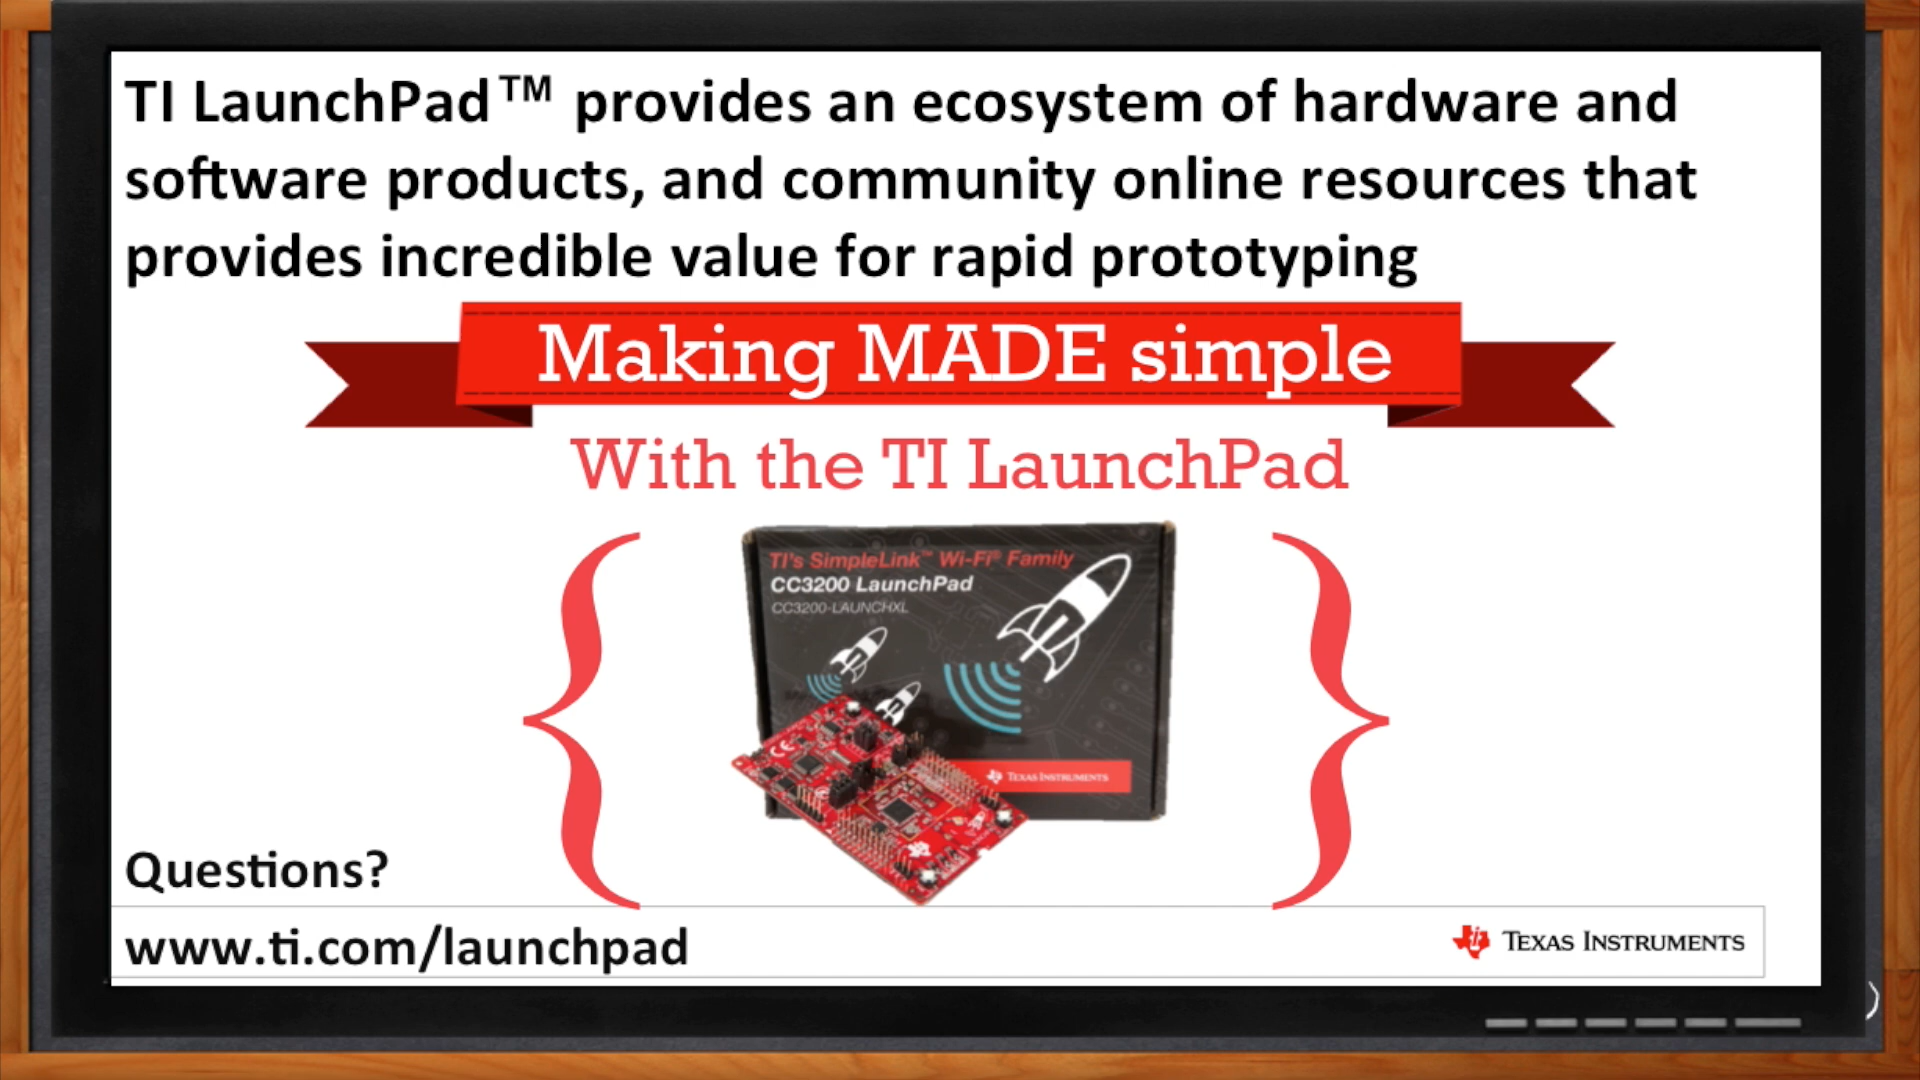 TI LaunchPad™ provides an ecosystem of hardware and
software products, and community online resources that
provides incredible value for rapid prototyping
Making MADE simple
With the TI LaunchPad
TI's SimpleLink™ Wi-Fi® Family
CC3200 LaunchPad
CC3200-LAUNCHXL
TEXAS INSTRUMENTS
Questions?
www.ti.com/launchpad
TEXAS INSTRUMENTS